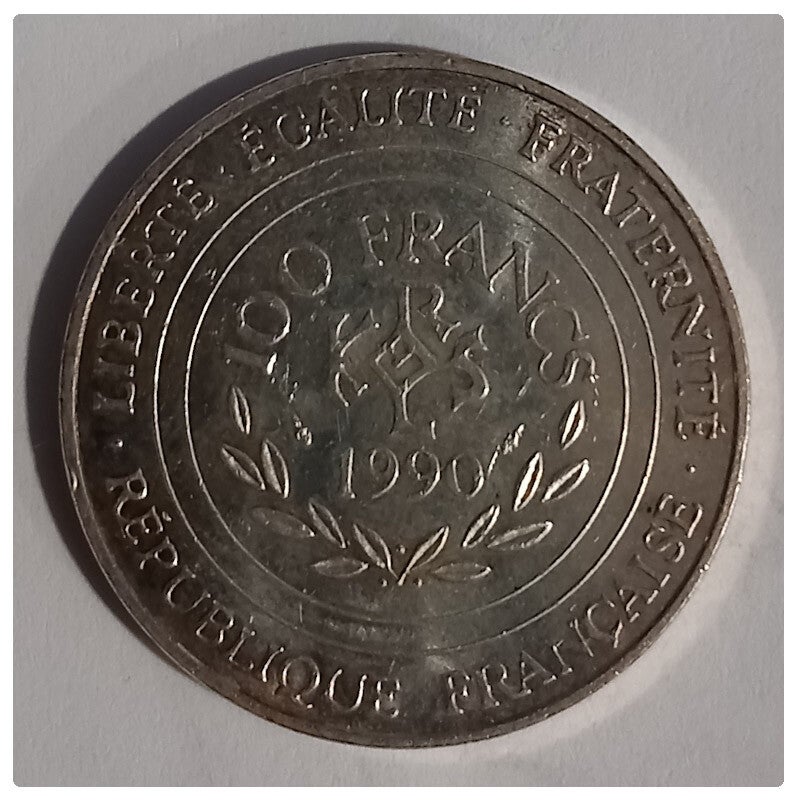 · LIBERTÉ · ÉGALITÉ · FRATERNITÉ ·
RÉPUBLIQUE FRANÇAISE
100 FRANCS
1990